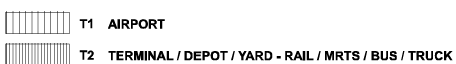 T1 AIRPORT
T2 TERMINAL / DEPOT / YARD - RAIL / MRTS / BUS / TRUCK